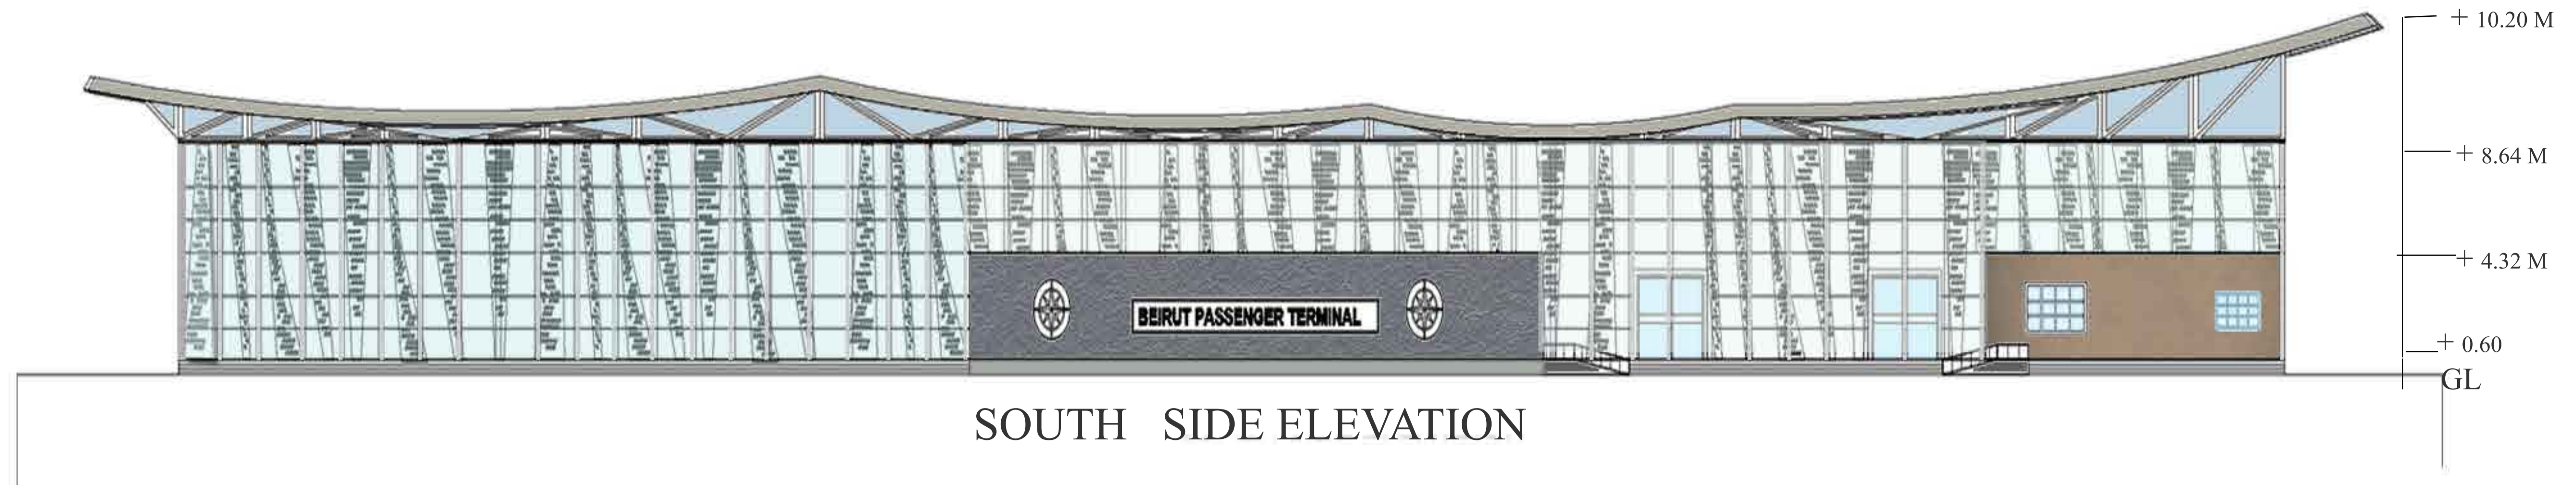 + 10.20 M
+ 8.64 M
+ 4.32 M
BEIRUT PASSENGER TERMINAL
+ 0.60
GL
SOUTH SIDE ELEVATION